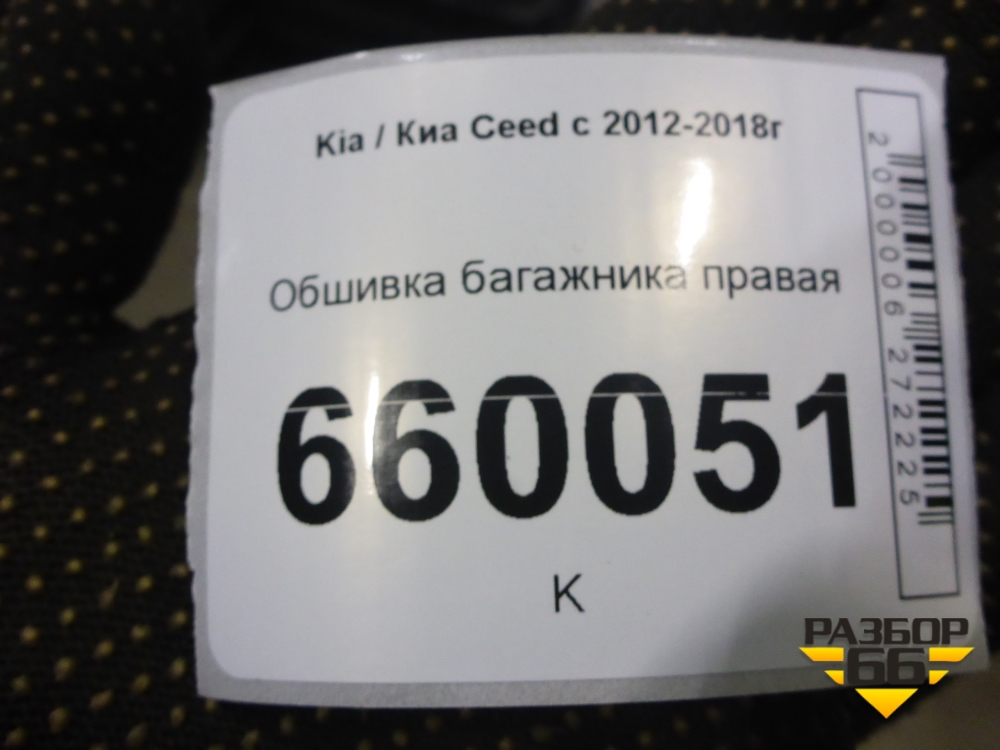 Kia / Киа Ceed с 2012-2018г
Обшивка багажника правая
660051
К
2000006272225
РАЗБОР
66